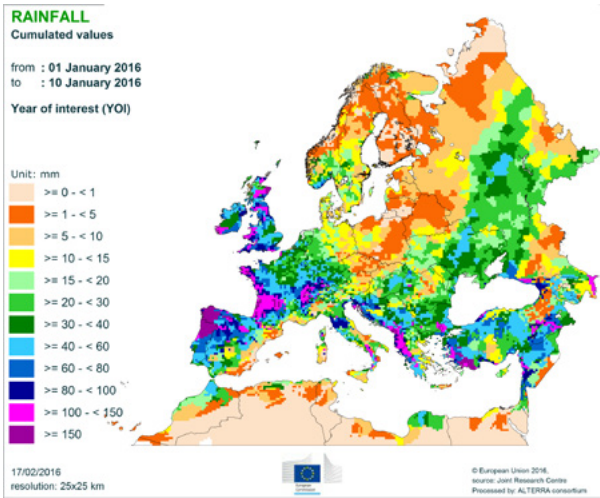 RAINFALL
Cumulated values
from : 01 January 2016
to : 10 January 2016
Year of interest (YOI)
Unit: mm
>= 0 - < 1
>= 1 - < 5
>= 5 - < 10
>= 10 - < 15
>= 15 - < 20
>= 20 - < 30
>= 30 - < 40
>= 40 - < 60
>= 60 - < 80
>= 80 - < 100
>= 100 - < 150
>= 150
17/02/2016
resolution: 25x25 km
European
Commission
© European Union 2016,
source: Joint Research Centre
Processed by: ALTERRA consortium